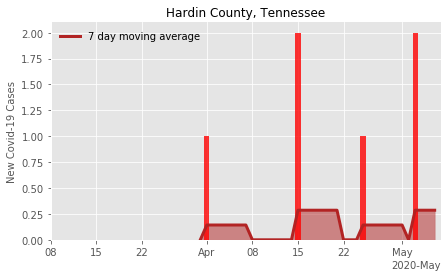 Hardin County, Tennessee
7 day moving average
New Covid-19 Cases
2.00
1.75
1.50
1.25
1.00
0.75
0.50
0.25
0.00
08 15 22 Apr 08 15 22 May
2020-May